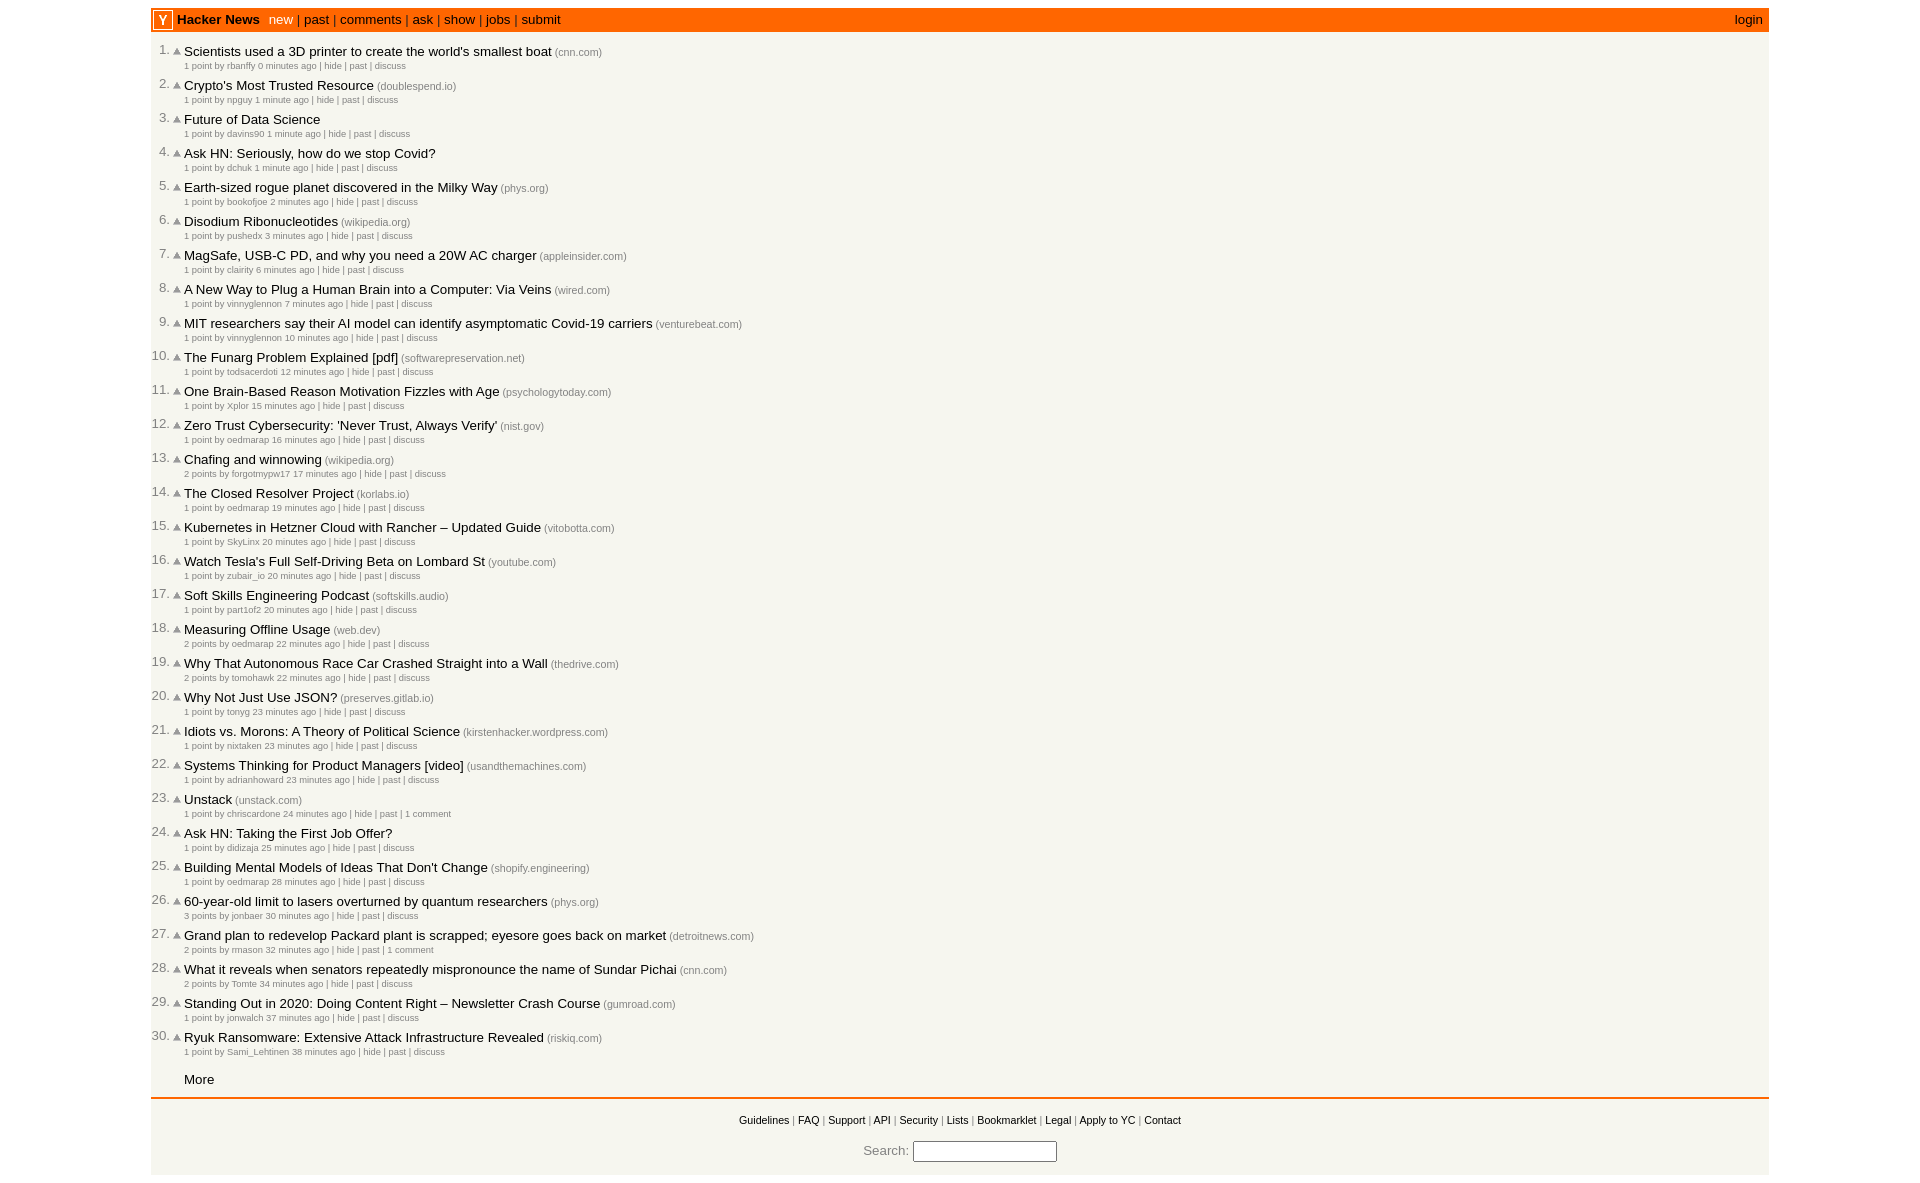 Y Hacker News new | past | comments | ask | show | jobs | submit login
1. Scientists used a 3D printer to create the world's smallest boat (cnn.com)
1 point by rbanffy 0 minutes ago | hide | past | discuss
2. Crypto's Most Trusted Resource (doublespend.io)
1 point by npguy 1 minute ago | hide | past | discuss
3. Future of Data Science
1 point by davins90 1 minute ago | hide | past | discuss
4. Ask HN: Seriously, how do we stop Covid?
1 point by dchuk 1 minute ago | hide | past | discuss
5. Earth-sized rogue planet discovered in the Milky Way (phys.org)
1 point by bookofjoe 2 minutes ago | hide | past | discuss
6. Disodium Ribonucleotides (wikipedia.org)
1 point by pushedx 3 minutes ago | hide | past | discuss
7. MagSafe, USB-C PD, and why you need a 20W AC charger (appleinsider.com)
1 point by clairity 6 minutes ago | hide | past | discuss
8. A New Way to Plug a Human Brain into a Computer: Via Veins (wired.com)
1 point by vinnyglennon 7 minutes ago | hide | past | discuss
9. MIT researchers say their AI model can identify asymptomatic Covid-19 carriers (venturebeat.com)
1 point by vinnyglennon 10 minutes ago | hide | past | discuss
10. The Funarg Problem Explained [pdf] (softwarepreservation.net)
1 point by todsacerdoti 12 minutes ago | hide | past | discuss
11. One Brain-Based Reason Motivation Fizzles with Age (psychologytoday.com)
1 point by Xplor 15 minutes ago | hide | past | discuss
12. Zero Trust Cybersecurity: 'Never Trust, Always Verify' (nist.gov)
1 point by oedmarap 16 minutes ago | hide | past | discuss
13. Chafing and winnowing (wikipedia.org)
2 points by forgotmypw17 17 minutes ago | hide | past | discuss
14. The Closed Resolver Project (korlabs.io)
1 point by oedmarap 19 minutes ago | hide | past | discuss
15. Kubernetes in Hetzner Cloud with Rancher – Updated Guide (vitobotta.com)
1 point by SkyLinx 20 minutes ago | hide | past | discuss
16. Watch Tesla's Full Self-Driving Beta on Lombard St (youtube.com)
1 point by zubair_io 20 minutes ago | hide | past | discuss
17. Soft Skills Engineering Podcast (softskills.audio)
1 point by part1of2 20 minutes ago | hide | past | discuss
18. Measuring Offline Usage (web.dev)
2 points by oedmarap 22 minutes ago | hide | past | discuss
19. Why That Autonomous Race Car Crashed Straight into a Wall (thedrive.com)
2 points by tomohawk 22 minutes ago | hide | past | discuss
20. Why Not Just Use JSON? (preserves.gitlab.io)
1 point by tonyg 23 minutes ago | hide | past | discuss
21. Idiots vs. Morons: A Theory of Political Science (kirstenhacker.wordpress.com)
1 point by nixtaken 23 minutes ago | hide | past | discuss
22. Systems Thinking for Product Managers [video] (usandthemachines.com)
1 point by adrianhoward 23 minutes ago | hide | past | discuss
23. Unstack (unstack.com)
1 point by chriscardone 24 minutes ago | hide | past | 1 comment
24. Ask HN: Taking the First Job Offer?
1 point by didizaja 25 minutes ago | hide | past | discuss
25. Building Mental Models of Ideas That Don't Change (shopify.engineering)
1 point by oedmarap 28 minutes ago | hide | past | discuss
26. 60-year-old limit to lasers overturned by quantum researchers (phys.org)
3 points by jonbaer 30 minutes ago | hide | past | discuss
27. Grand plan to redevelop Packard plant is scrapped; eyesore goes back on market (detroitnews.com)
2 points by rmason 32 minutes ago | hide | past | 1 comment
28. What it reveals when senators repeatedly mispronounce the name of Sundar Pichai (cnn.com)
2 points by Tomte 34 minutes ago | hide | past | discuss
29. Standing Out in 2020: Doing Content Right – Newsletter Crash Course (gumroad.com)
1 point by jonwalch 37 minutes ago | hide | past | discuss
30. Ryuk Ransomware: Extensive Attack Infrastructure Revealed (riskiq.com)
1 point by Sami_Lehtinen 38 minutes ago | hide | past | discuss
More
Guidelines | FAQ | Support | API | Security | Lists | Bookmarklet | Legal | Apply to YC | Contact
Search: